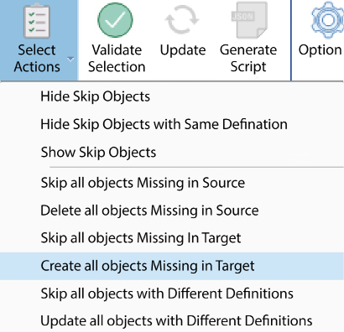 Select Actions
Validate Selection
Update
Generate Script
Option
JSON
Hide Skip Objects
Hide Skip Objects with Same Defination
Show Skip Objects
Skip all objects Missing in Source
Delete all objects Missing in Source
Skip all objects Missing In Target
Create all objects Missing in Target
Skip all objects with Different Definitions
Update all objects with Different Definitions